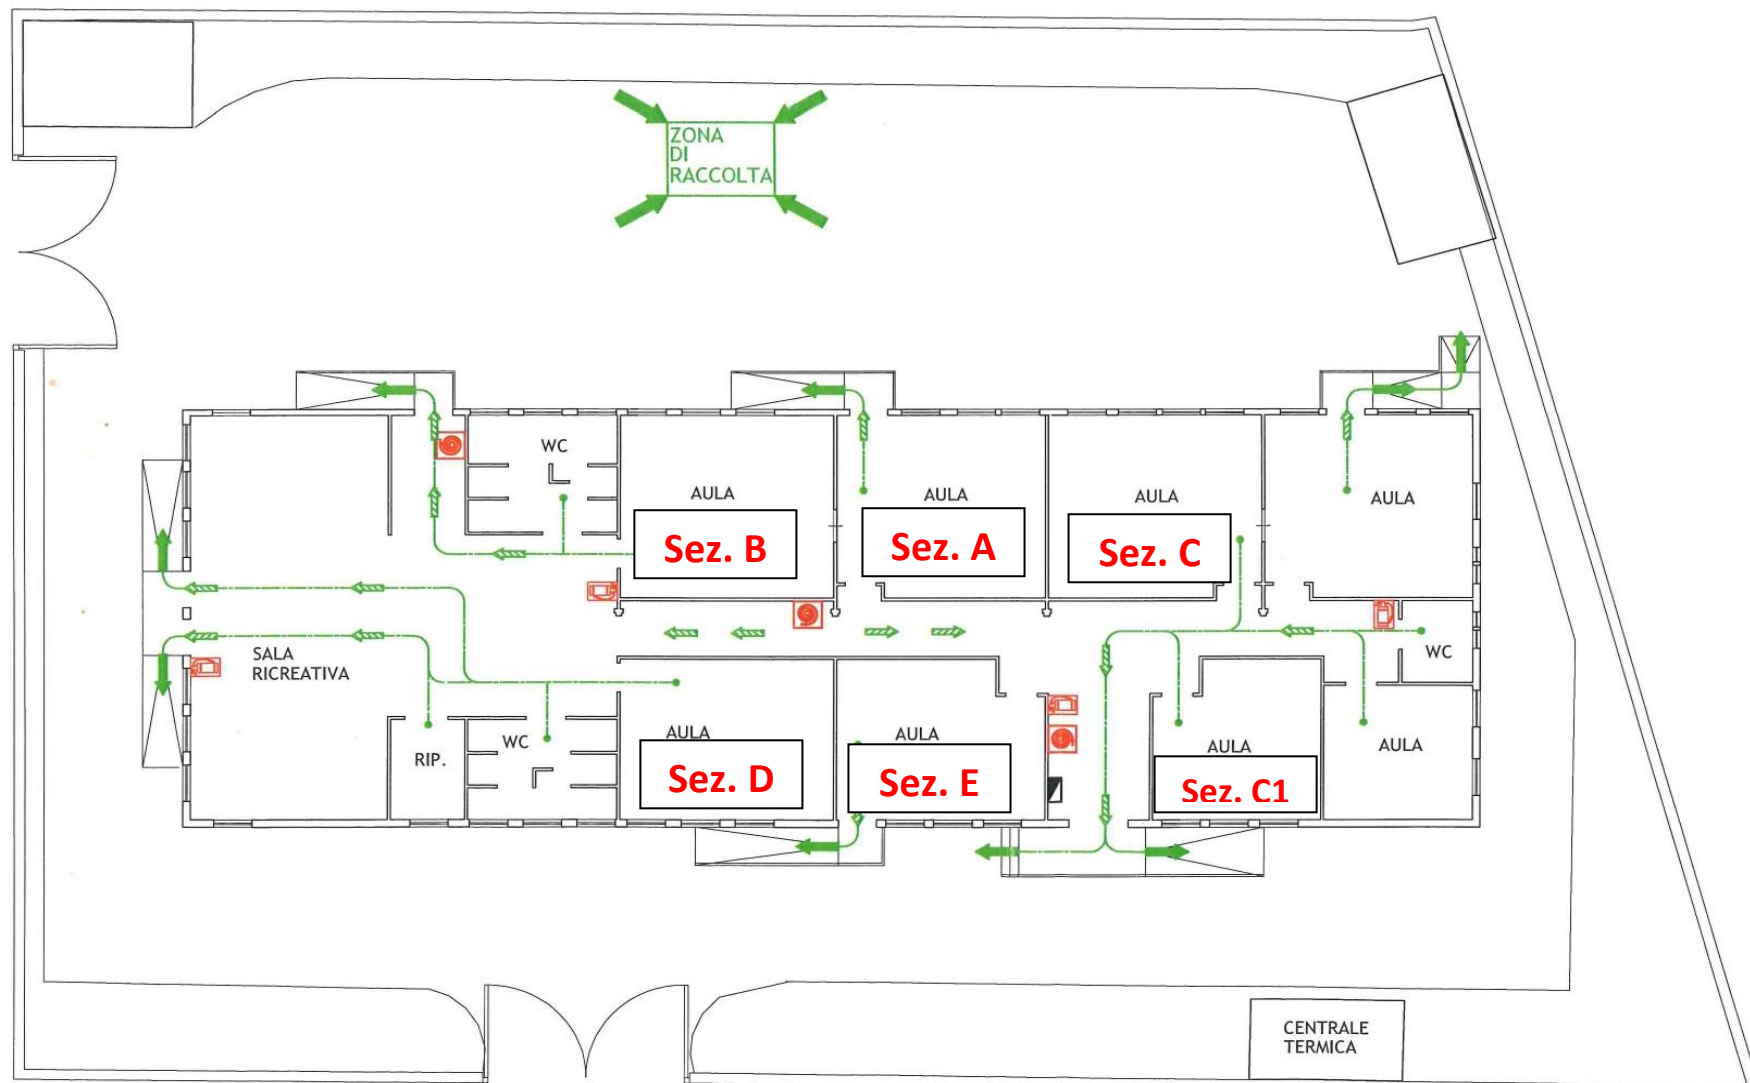 ZONA
DI
RACCOLTA
WC
AULA
AULA
AULA
AULA
Sez. B
Sez. A
Sez. C
SALA
RICREATIVA
WC
RIP.
WC
AULA
AULA
AULA
AULA
Sez. D
Sez. E
Sez. C1
CENTRALE
TERMICA